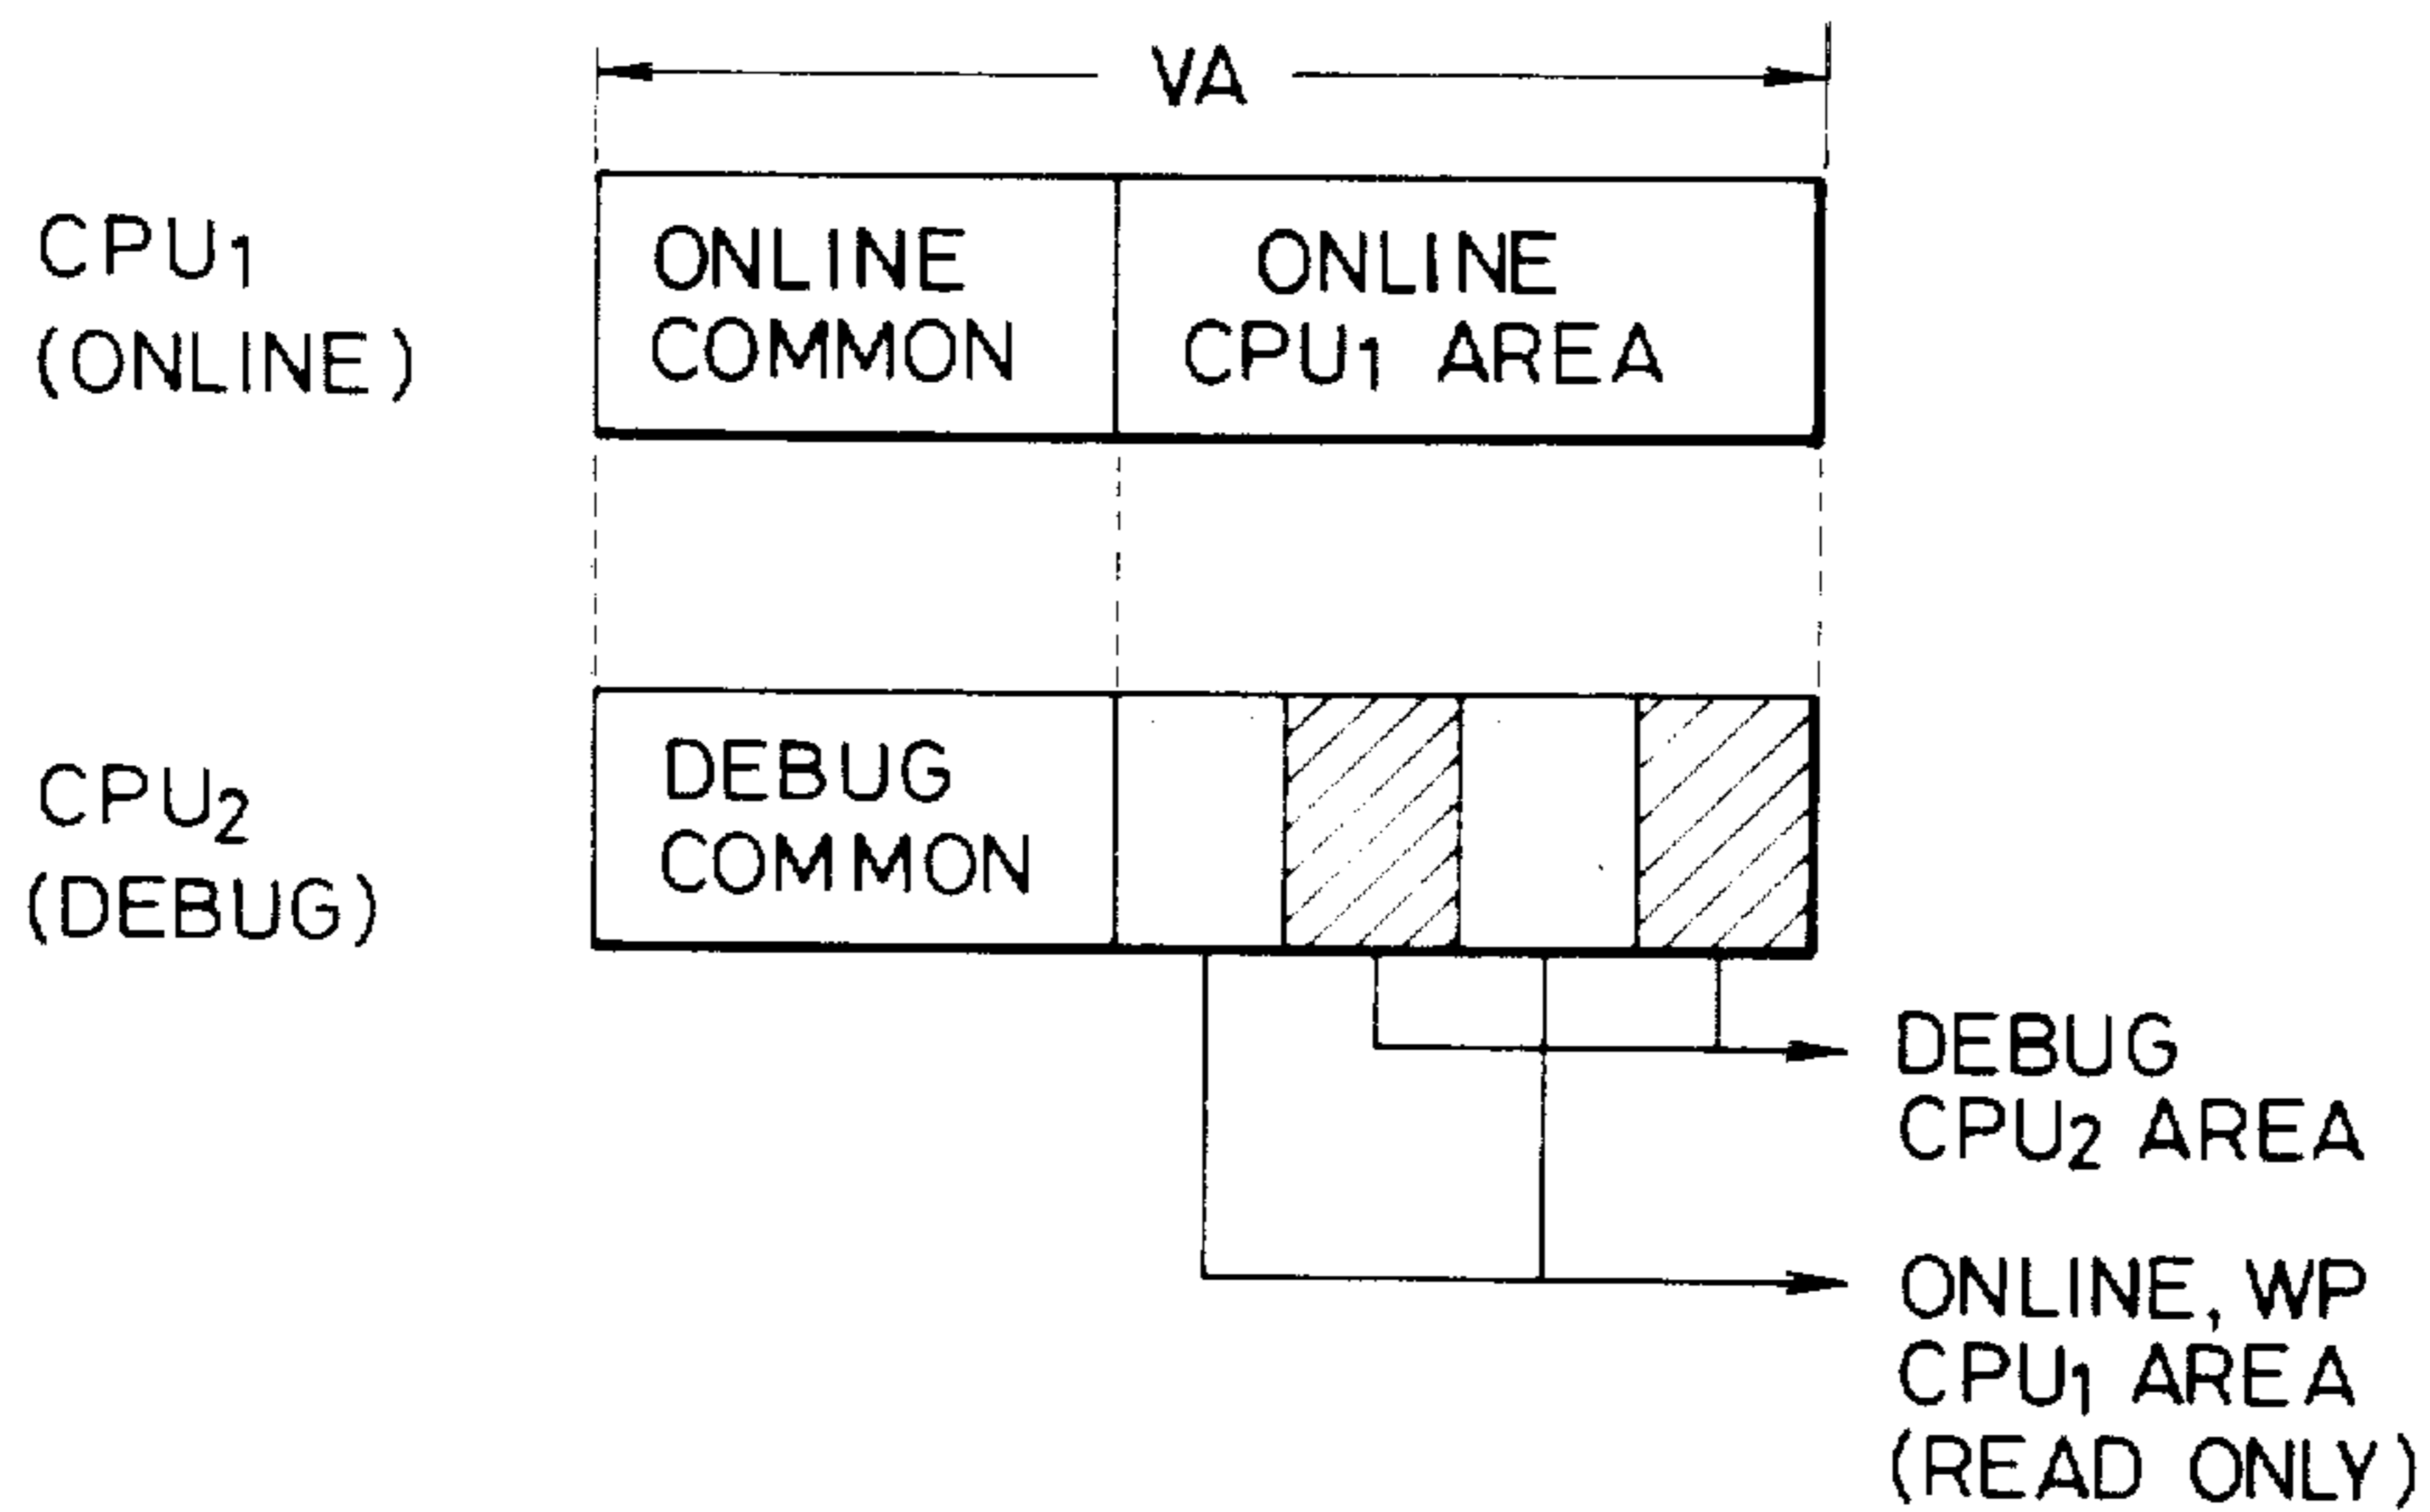 VA
CPU1
(ONLINE)
ONLINE
COMMON
ONLINE
CPU1 AREA
CPU2
(DEBUG)
DEBUG
COMMON
DEBUG
CPU2 AREA
ONLINE, WP
CPU1 AREA
(READ ONLY)